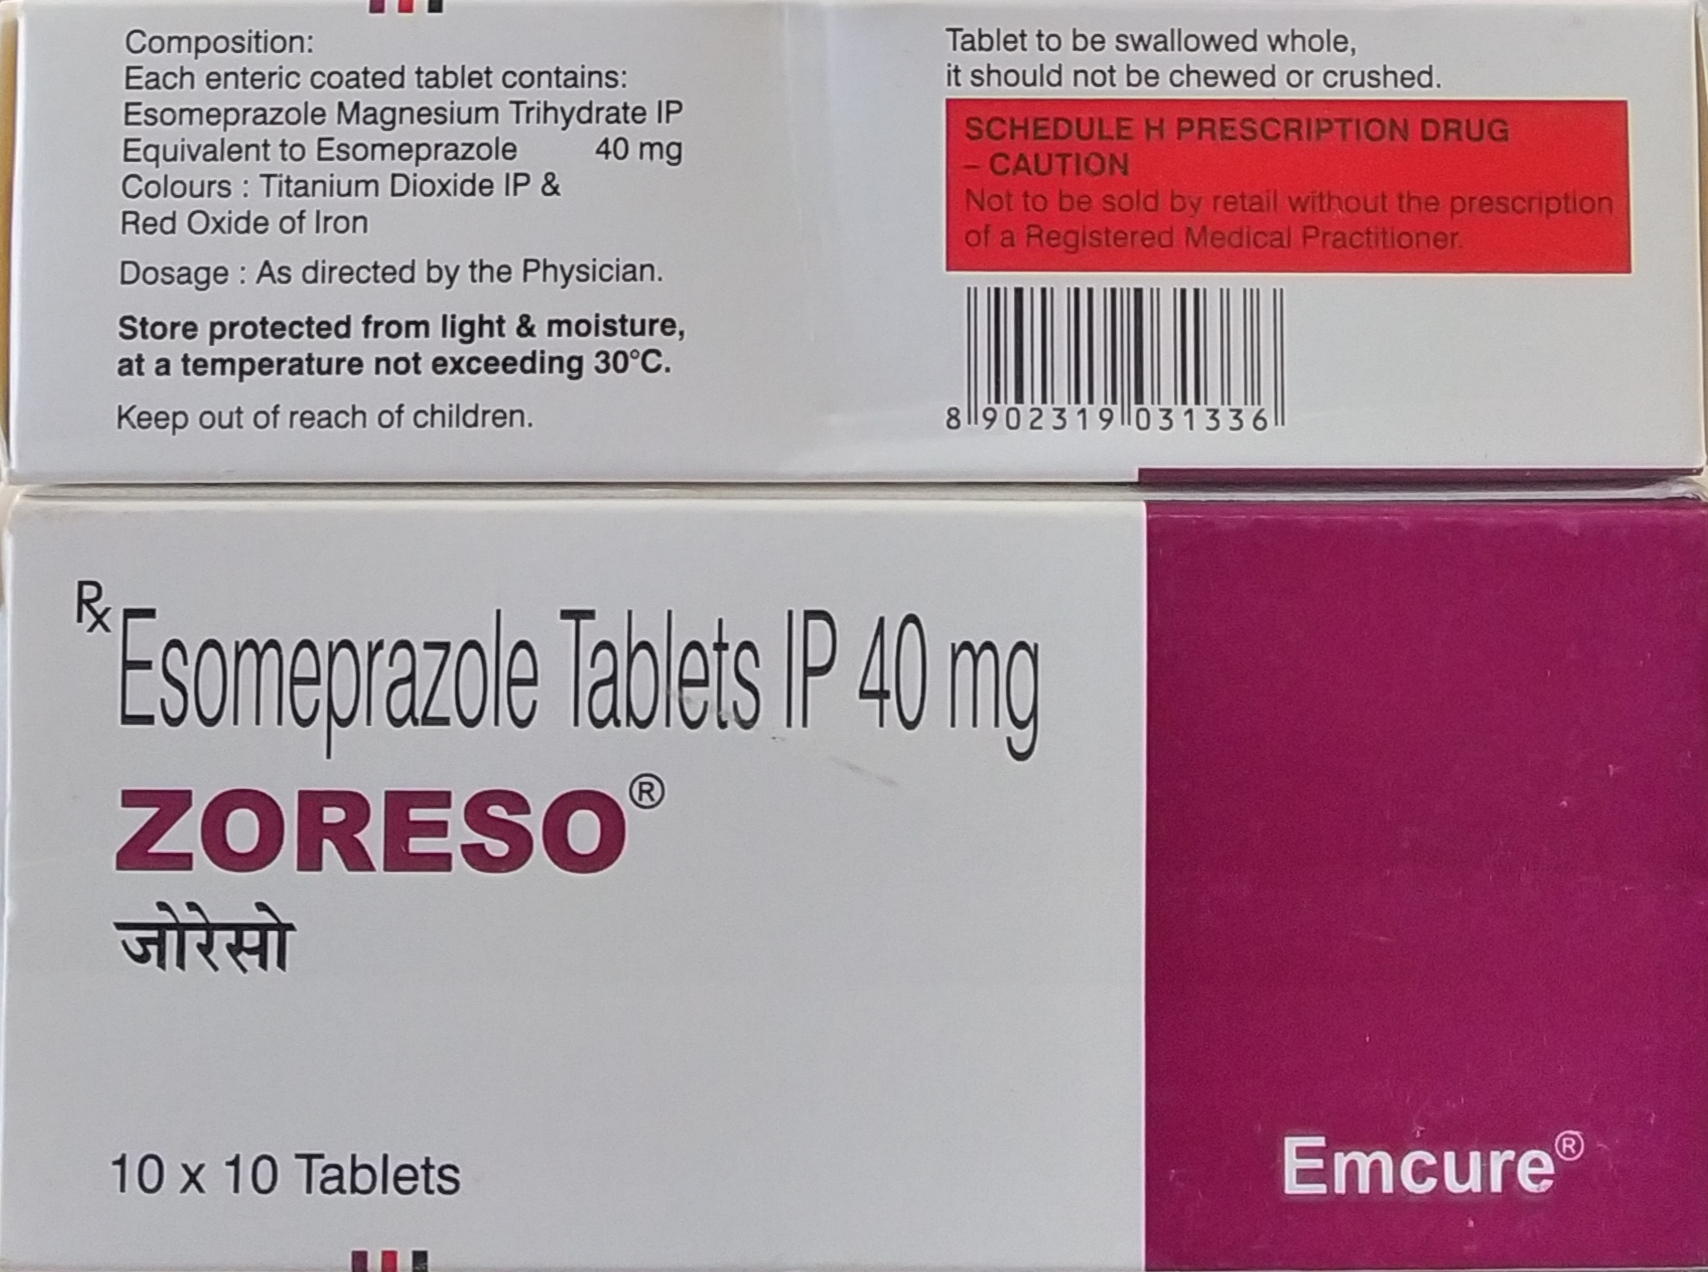 Composition:
Each enteric coated tablet contains:
Esomeprazole Magnesium Trihydrate IP
Equivalent to Esomeprazole 40 mg
Colours : Titanium Dioxide IP &
Red Oxide of Iron
Dosage : As directed by the Physician.
Store protected from light & moisture,
at a temperature not exceeding 30°C.
Keep out of reach of children.
Tablet to be swallowed whole,
it should not be chewed or crushed.
SCHEDULE H PRESCRIPTION DRUG
– CAUTION
Not to be sold by retail without the prescription
of a Registered Medical Practitioner.
8 902319 031336
Rx Esomeprazole Tablets IP 40 mg
ZORESO®
जोरेसो
10 x 10 Tablets
Emcure®